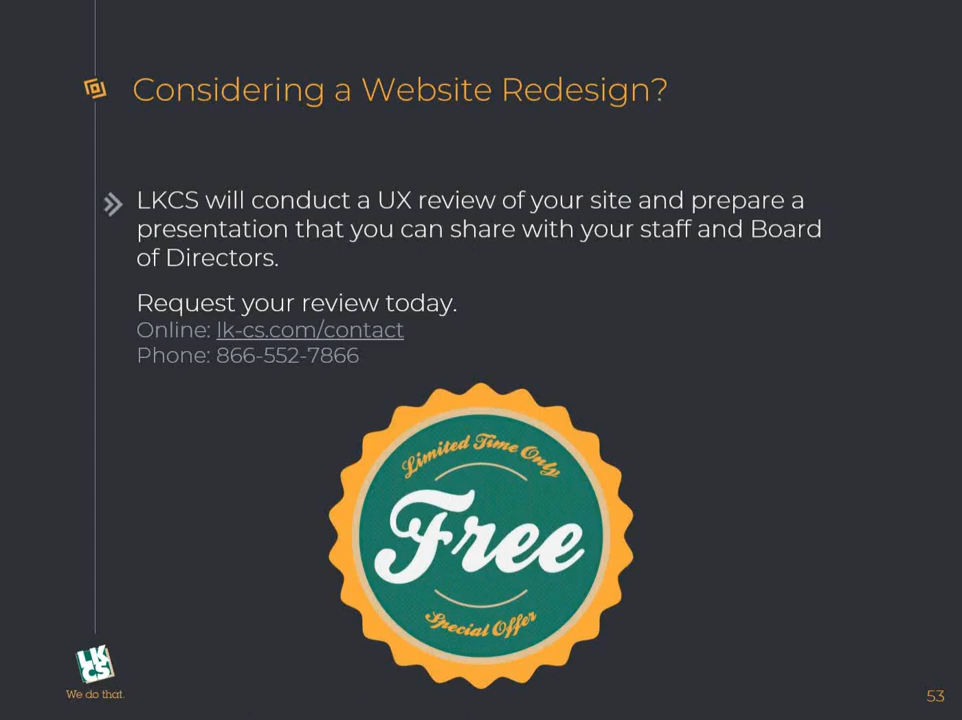 Considering a Website Redesign?
LKCS will conduct a UX review of your site and prepare a
presentation that you can share with your staff and Board
of Directors.
Request your review today.
Online: lk-cs.com/contact
Phone: 866-552-7866
Limited Time Only
Free
Special Offer
LK
CS
We do that.
53